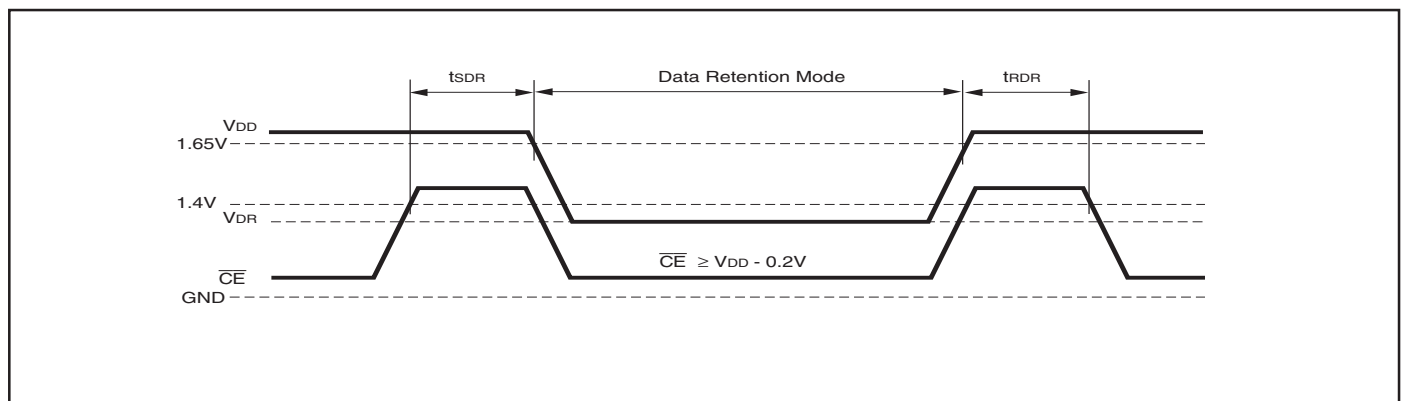 tSDR Data Retention Mode tRDR
VDD
1.65V
1.4V
VDR
CE ≥ VDD - 0.2V
CE
GND